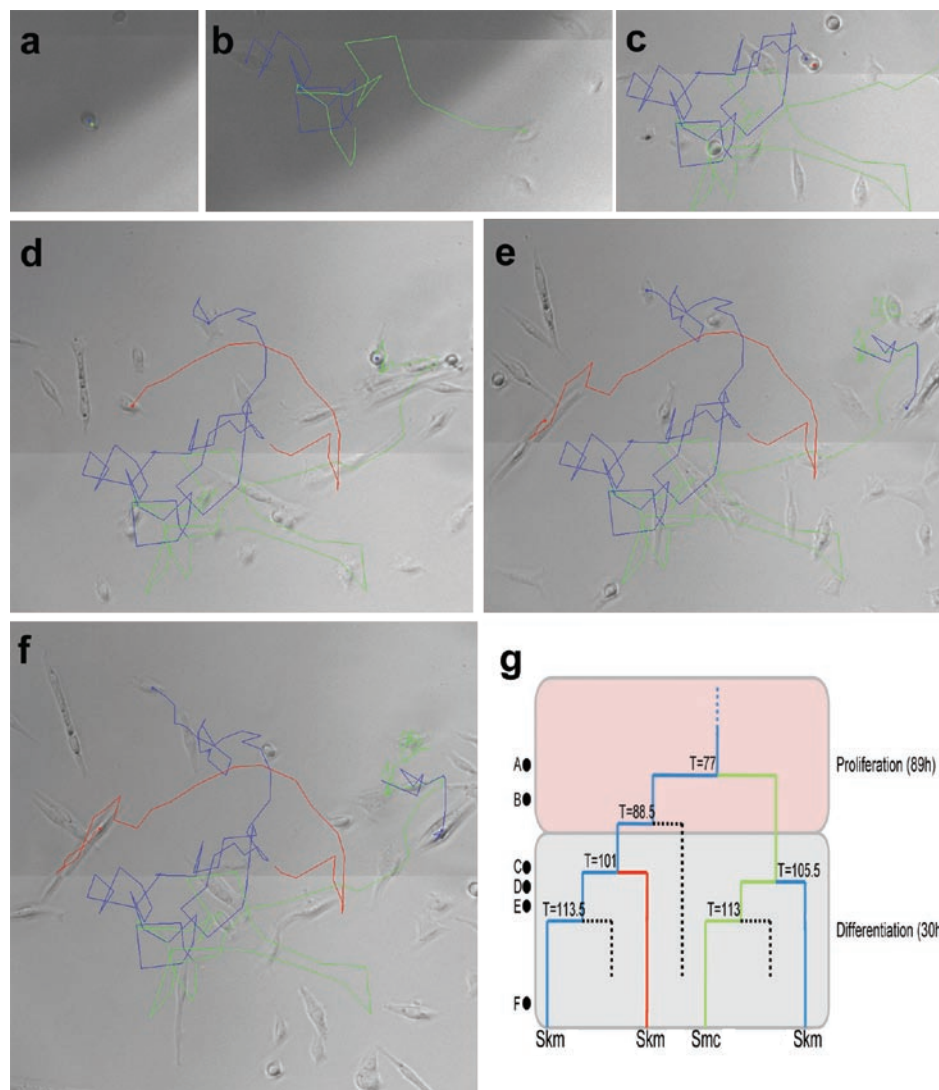 a
b
c
d
e
f
g
T=77
A
Proliferation (89h)
B
T=88.5
C
T=101
T=105.5
D
E
T=113.5
T=113
Differentiation (30h
F
Skm
Skm
Smc
Skm